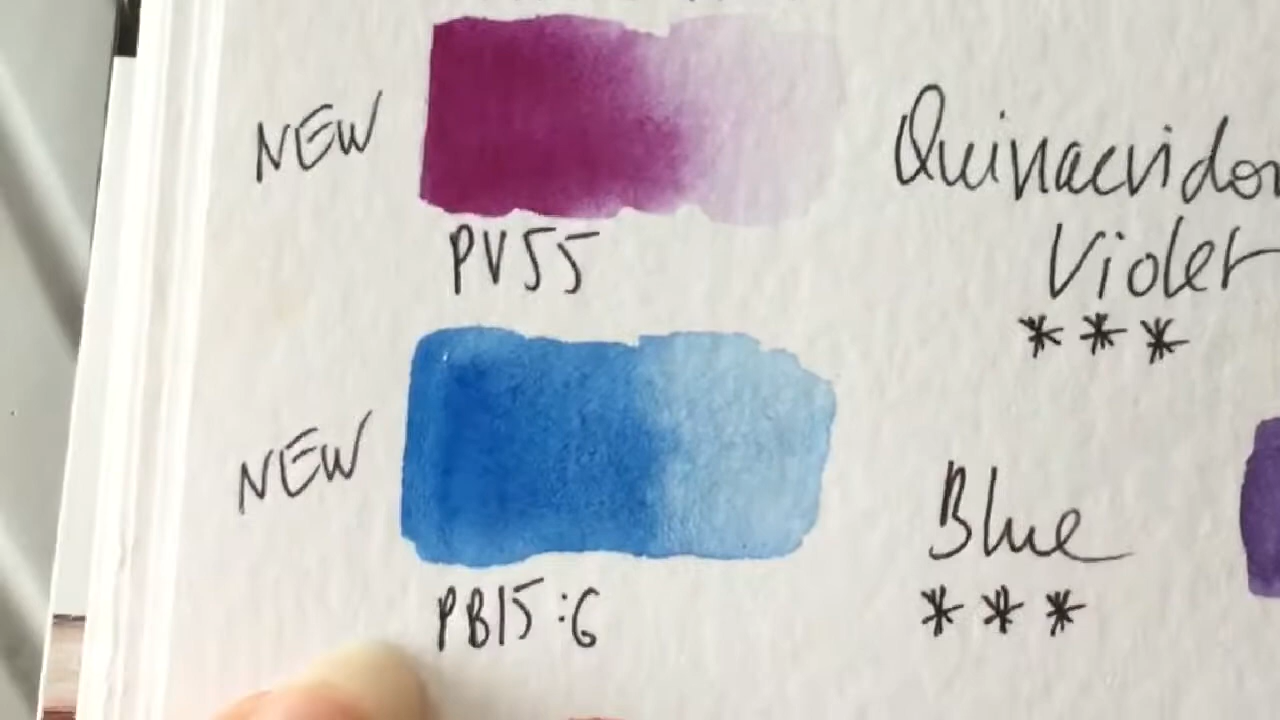 NEW
Quinacridon
Violet
***
PV55
NEW
Blue
***
PB15:6